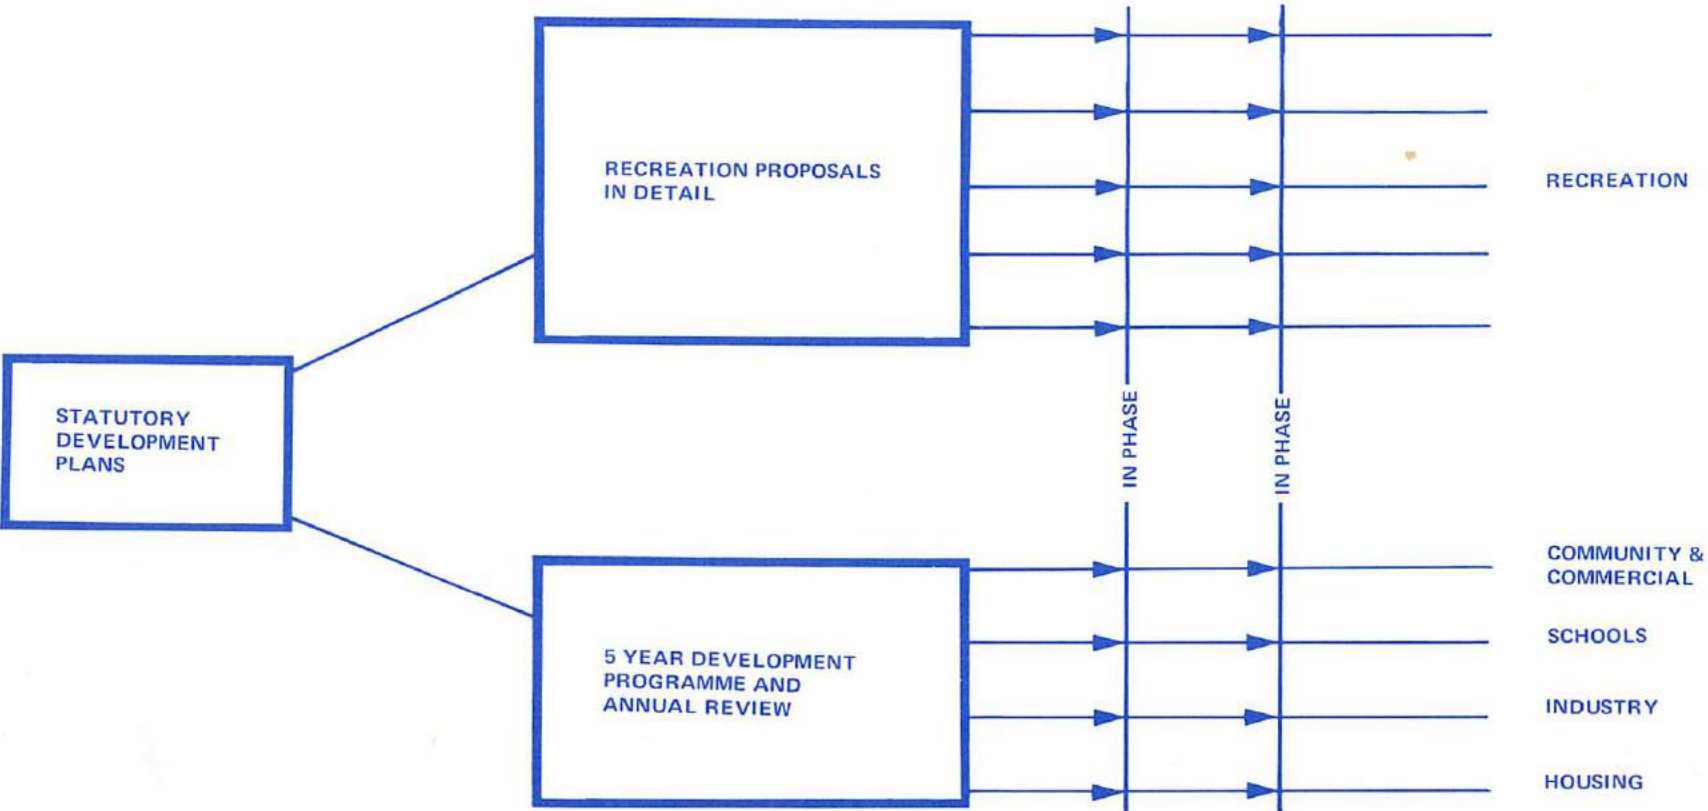 RECREATION PROPOSALS
IN DETAIL
RECREATION
STATUTORY
DEVELOPMENT
PLANS
IN PHASE
IN PHASE
5 YEAR DEVELOPMENT
PROGRAMME AND
ANNUAL REVIEW
COMMUNITY &
COMMERCIAL
SCHOOLS
INDUSTRY
HOUSING